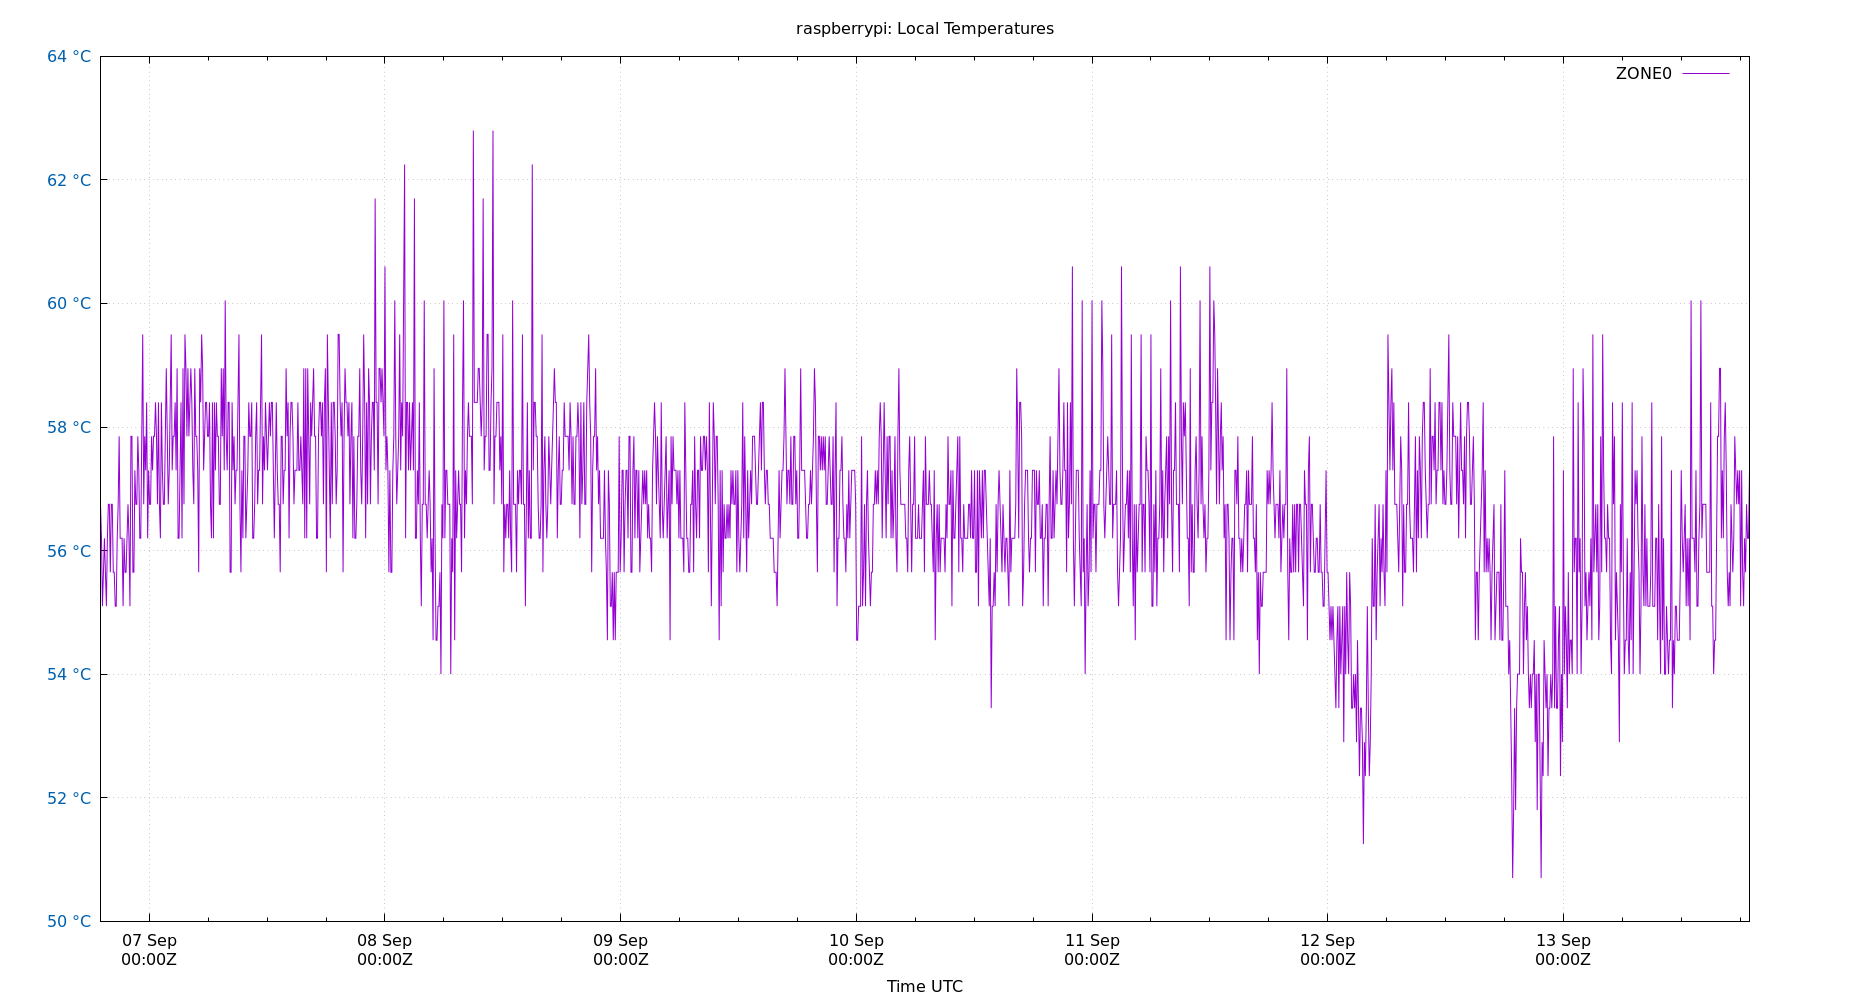 raspberrypi: Local Temperatures
64 °C
ZONE0
62 °C
60 °C
58 °C
56 °C
54 °C
52 °C
50 °C
07 Sep 08 Sep 09 Sep 10 Sep 11 Sep 12 Sep 13 Sep
00:00Z 00:00Z 00:00Z 00:00Z 00:00Z 00:00Z 00:00Z
Time UTC